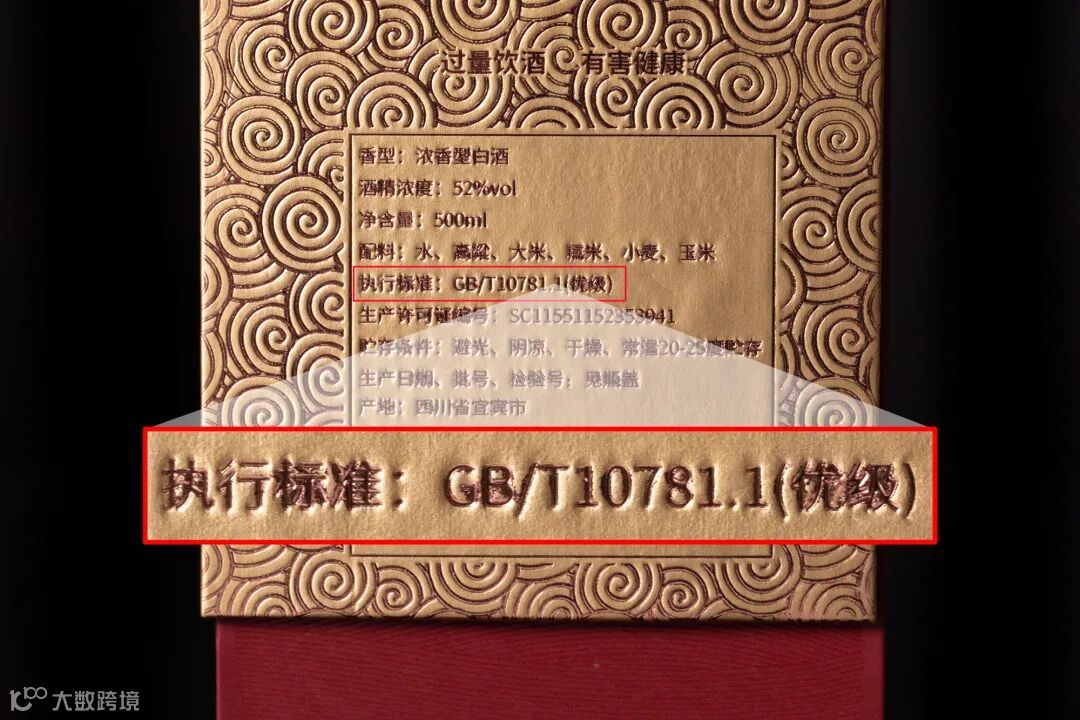 过量饮酒 有害健康
香型：浓香型白酒
酒精浓度：52%vol
净含量：500ml
配料：水、高粱、大米、糯米、小麦、玉米
执行标准：GB/T10781.1(优级)
生产许可证编号：SC11551152353941
贮存条件：避光、阴凉、干燥、常温20-25度贮存
生产日期、批号、检验号：见瓶盖
产地：四川省宜宾市
执行标准：GB/T10781.1(优级)
大数跨境